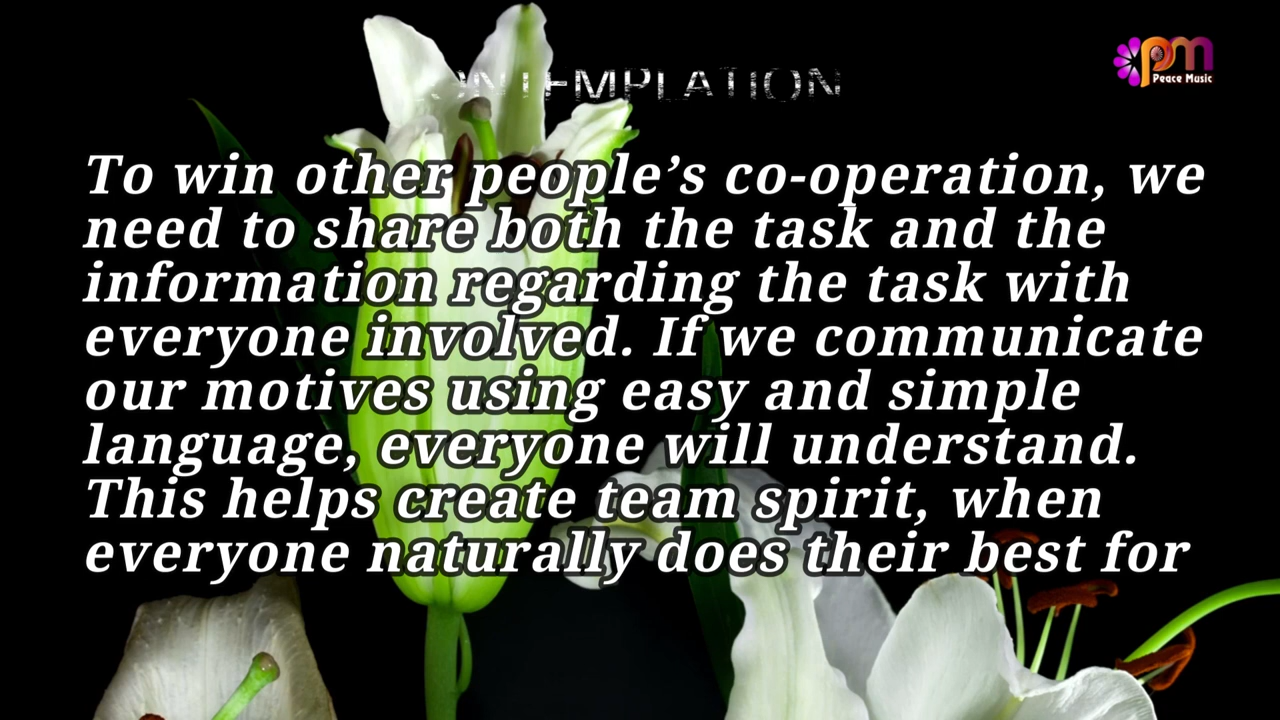 CONTEMPLATION
pm
Peace Music
To win other people’s co-operation, we
need to share both the task and the
information regarding the task with
everyone involved. If we communicate
our motives using easy and simple
language, everyone will understand.
This helps create team spirit, when
everyone naturally does their best for